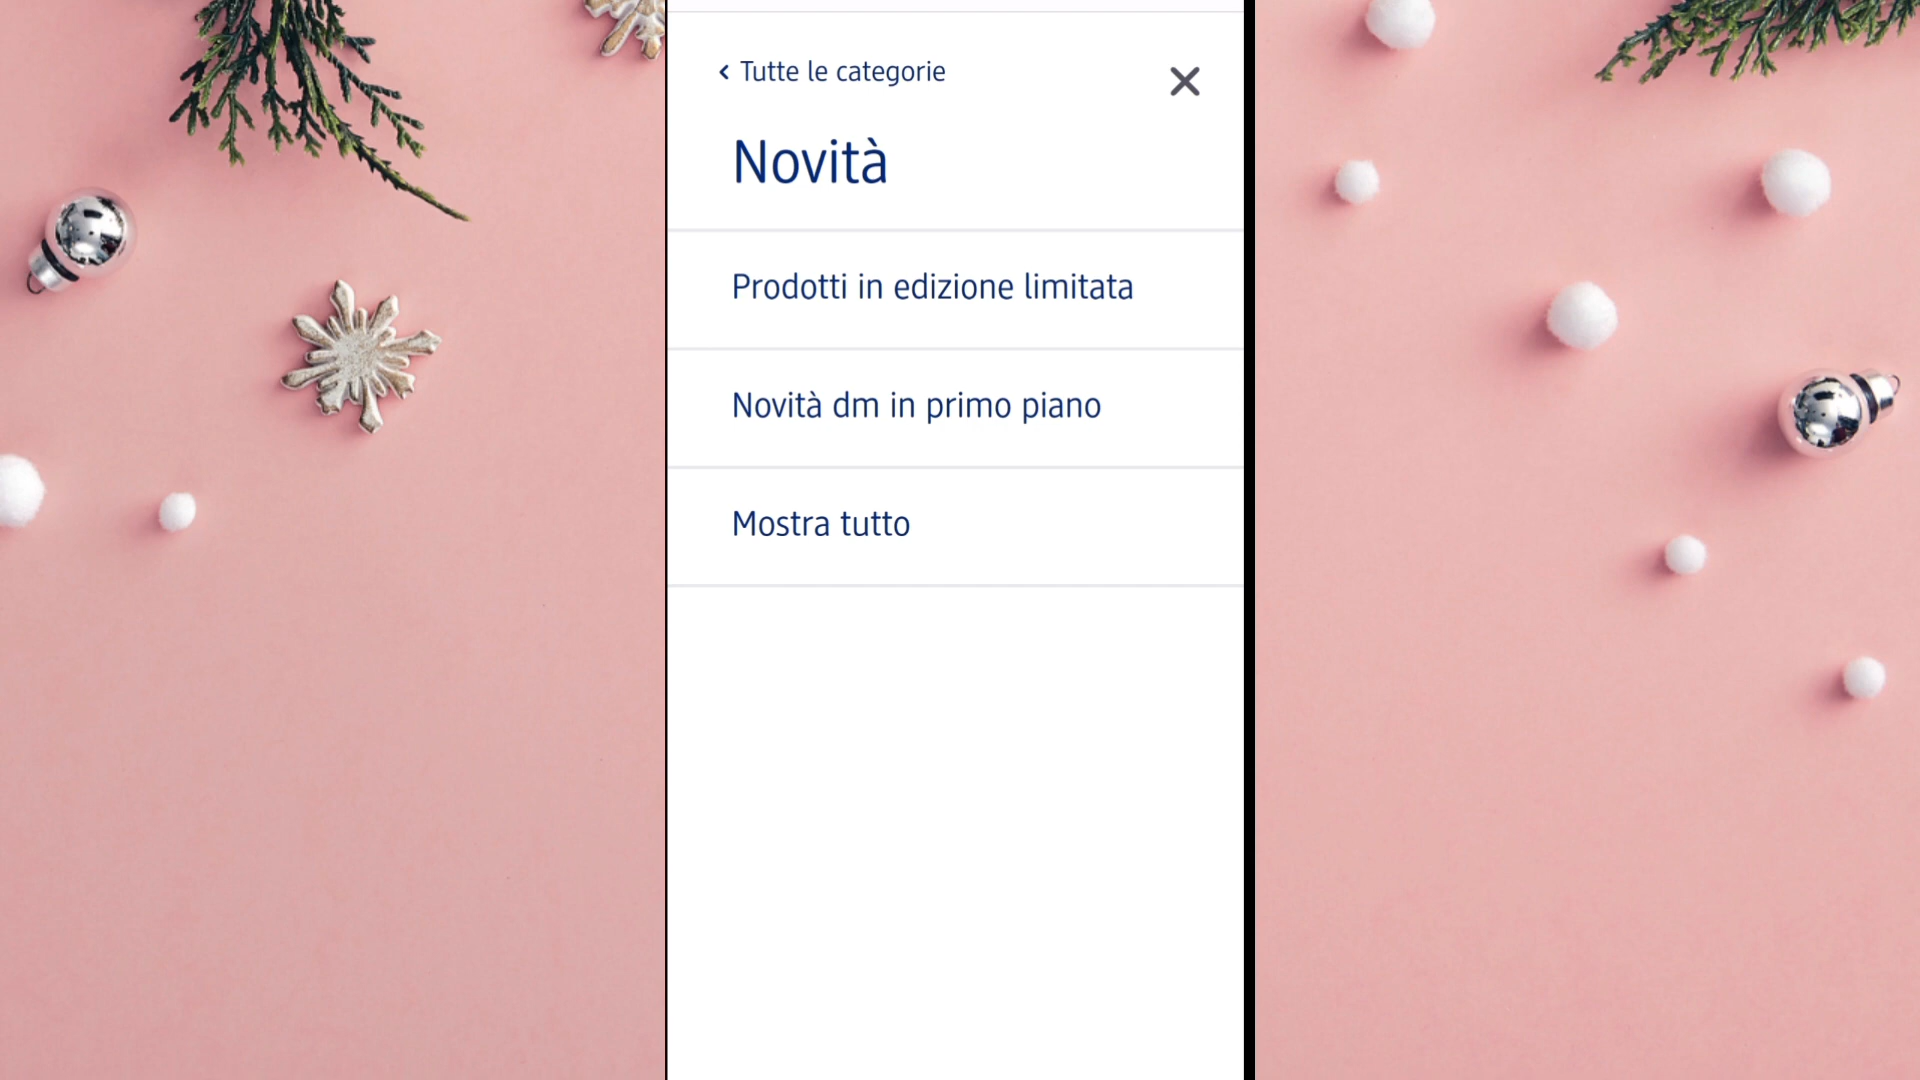 Tutte le categorie
Novità
Prodotti in edizione limitata
Novità dm in primo piano
Mostra tutto